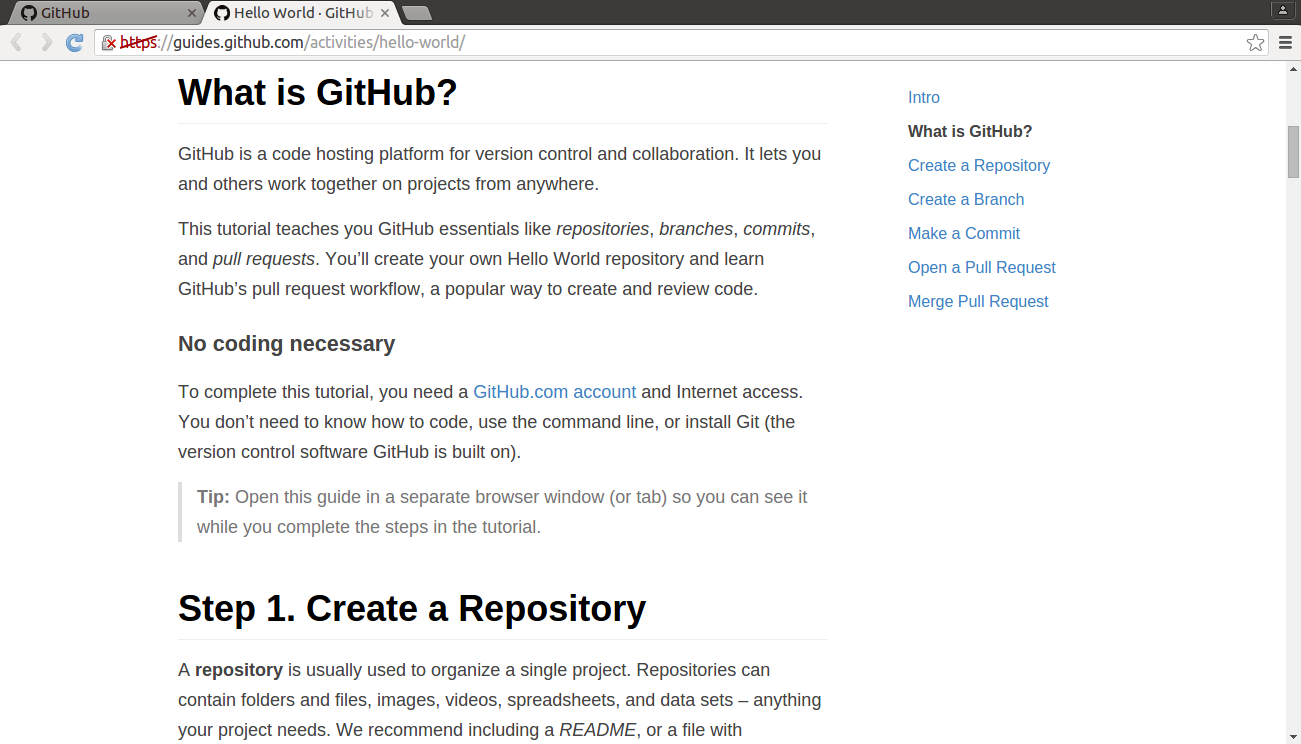 GitHub
Hello World · GitHub
https://guides.github.com/activities/hello-world/
What is GitHub?
GitHub is a code hosting platform for version control and collaboration. It lets you
and others work together on projects from anywhere.
This tutorial teaches you GitHub essentials like repositories, branches, commits,
and pull requests. You’ll create your own Hello World repository and learn
GitHub’s pull request workflow, a popular way to create and review code.
No coding necessary
To complete this tutorial, you need a GitHub.com account and Internet access.
You don’t need to know how to code, use the command line, or install Git (the
version control software GitHub is built on).
Tip: Open this guide in a separate browser window (or tab) so you can see it
while you complete the steps in the tutorial.
Step 1. Create a Repository
A repository is usually used to organize a single project. Repositories can
contain folders and files, images, videos, spreadsheets, and data sets – anything
your project needs. We recommend including a README, or a file with
Intro
What is GitHub?
Create a Repository
Create a Branch
Make a Commit
Open a Pull Request
Merge Pull Request